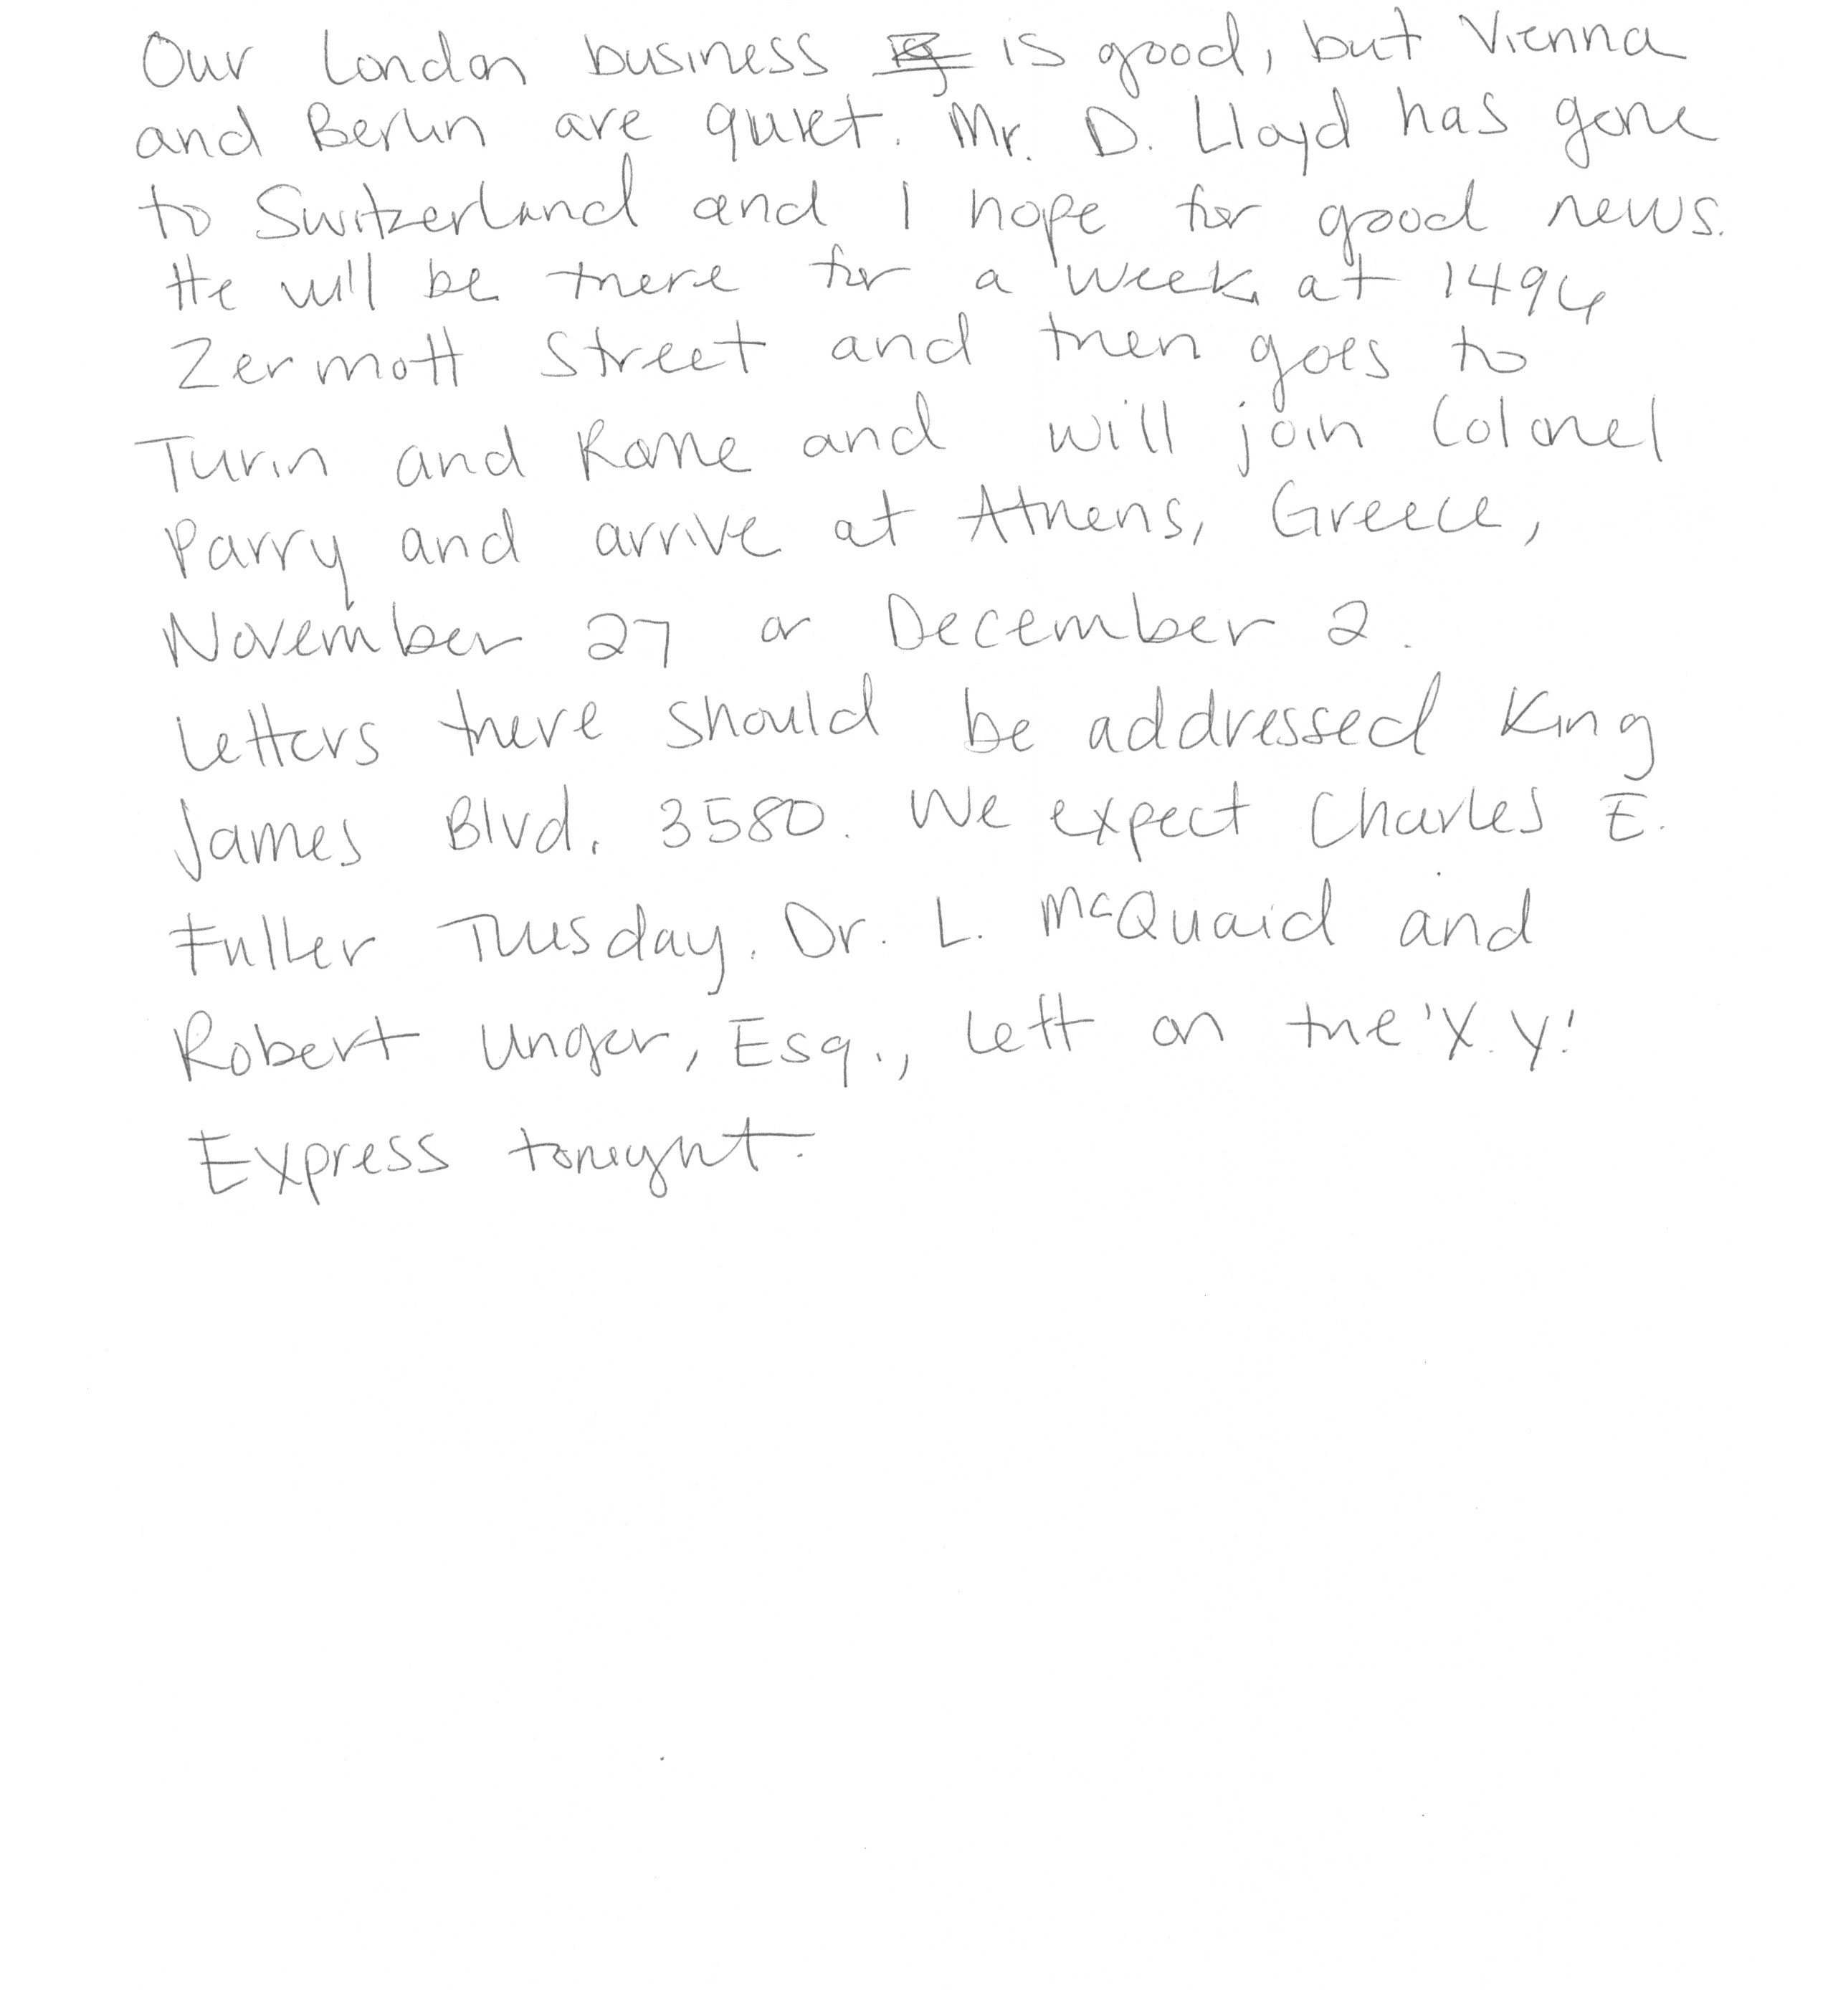 Our London business is good, but Vienna
and Berlin are quiet. Mr. D. Lloyd has gone
to Switzerland and I hope for good news.
He will be there for a week at 1496
Zermott Street and then goes to
Turin and Rome and will join Colonel
Parry and arrive at Athens, Greece,
November 27 or December 2.
Letters there should be addressed King
James Blvd. 3580. We expect Charles E.
Fuller Tuesday. Dr. L. McQuaid and
Robert Unger, Esq., left on the 'X.Y.'
Express tonight.